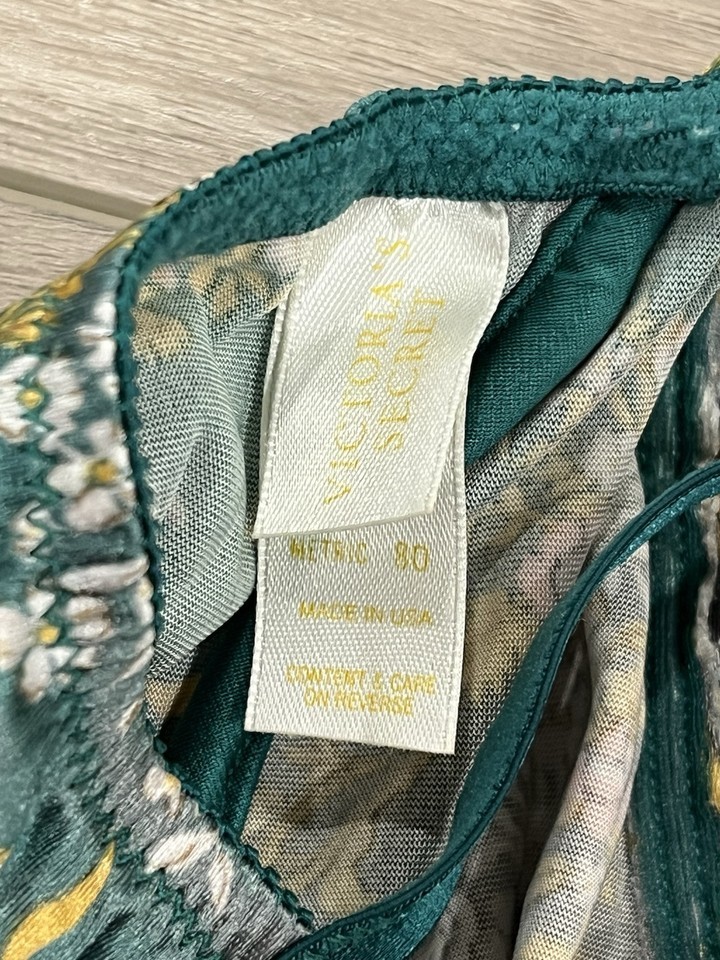 VICTORIA'S
SECRET
METRIC 80
MADE IN USA
CONTENT & CARE
ON REVERSE